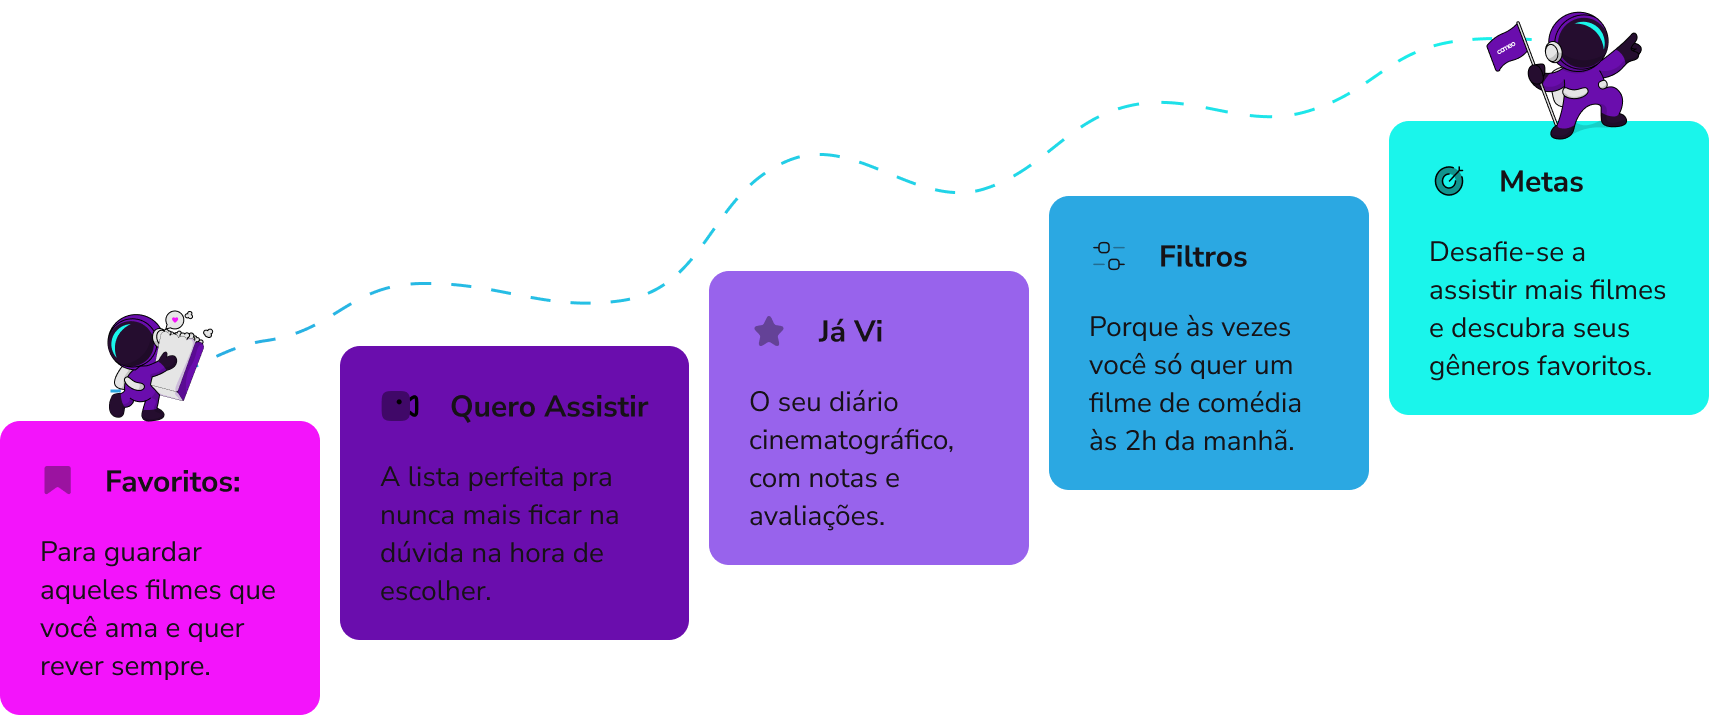 Favoritos:
Para guardar
aqueles filmes que
você ama e quer
rever sempre.
Quero Assistir
A lista perfeita pra
nunca mais ficar na
dúvida na hora de
escolher.
Já Vi
O seu diário
cinematográfico,
com notas e
avaliações.
Filtros
Porque às vezes
você só quer um
filme de comédia
às 2h da manhã.
cameo
Metas
Desafie-se a
assistir mais filmes
e descubra seus
gêneros favoritos.